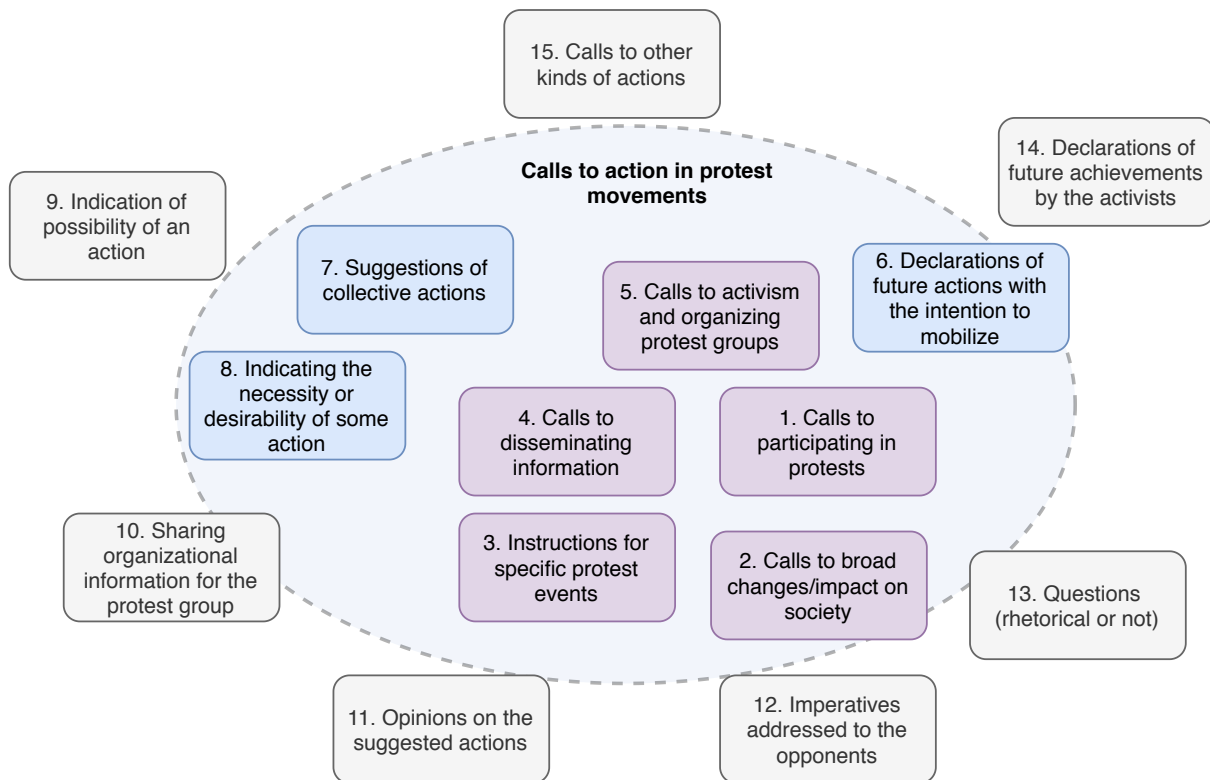 15. Calls to other
kinds of actions
14. Declarations of
future achievements
by the activists
Calls to action in protest
movements
9. Indication of
possibility of an
action
7. Suggestions of
collective actions
5. Calls to activism
and organizing
protest groups
6. Declarations of
future actions with
the intention to
mobilize
8. Indicating the
necessity or
desirability of some
action
4. Calls to
disseminating
information
1. Calls to
participating in
protests
10. Sharing
organizational
information for the
protest group
3. Instructions for
specific protest
events
2. Calls to broad
changes/impact on
society
13. Questions
(rhetorical or not)
11. Opinions on the
suggested actions
12. Imperatives
addressed to the
opponents